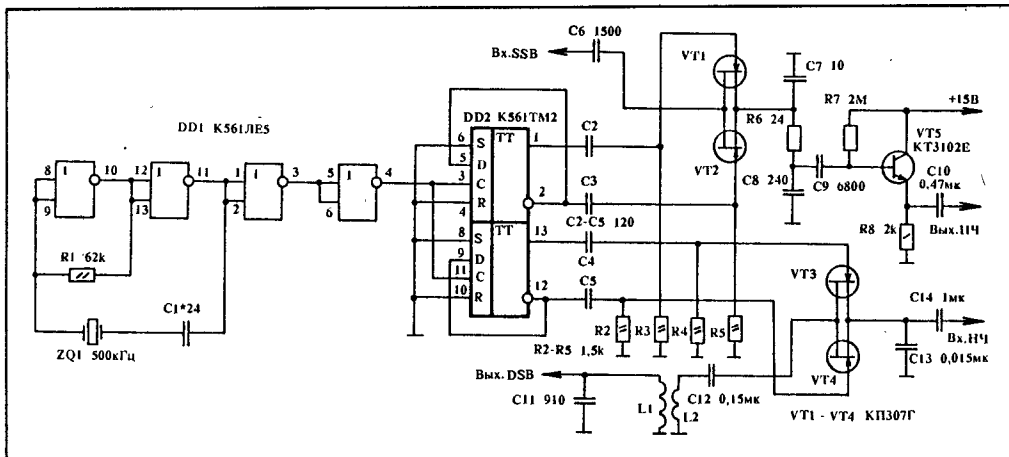 C6 1500
Вх.SSB
VT1
C7 10
R7 2М
+15В
DD1 К561ЛЕ5
DD2 К561ТМ2
R6 24
VT5
КТ3102Е
VT2
C8 240
C9 6800
C10
0,47мк
R8 2k
Вых.НЧ
8
9
1
10
12
13
1
11
1
2
1
3
5
6
1
4
6
5
3
4
S
D
C
R
ТТ
1
2
C2
C3
C2-C5 120
8
9
11
10
S
D
C
R
ТТ
13
12
C4
C5
R1 62k
C1*24
ZQ1 500кГц
R2
R3
R4
R5
R2-R5 1,5k
VT3
VT4
C14 1мк
Вх.НЧ
C13 0,015мк
Вых.DSB
C11 910
L1
L2
C12 0,15мк
VT1 - VT4 КП307Г